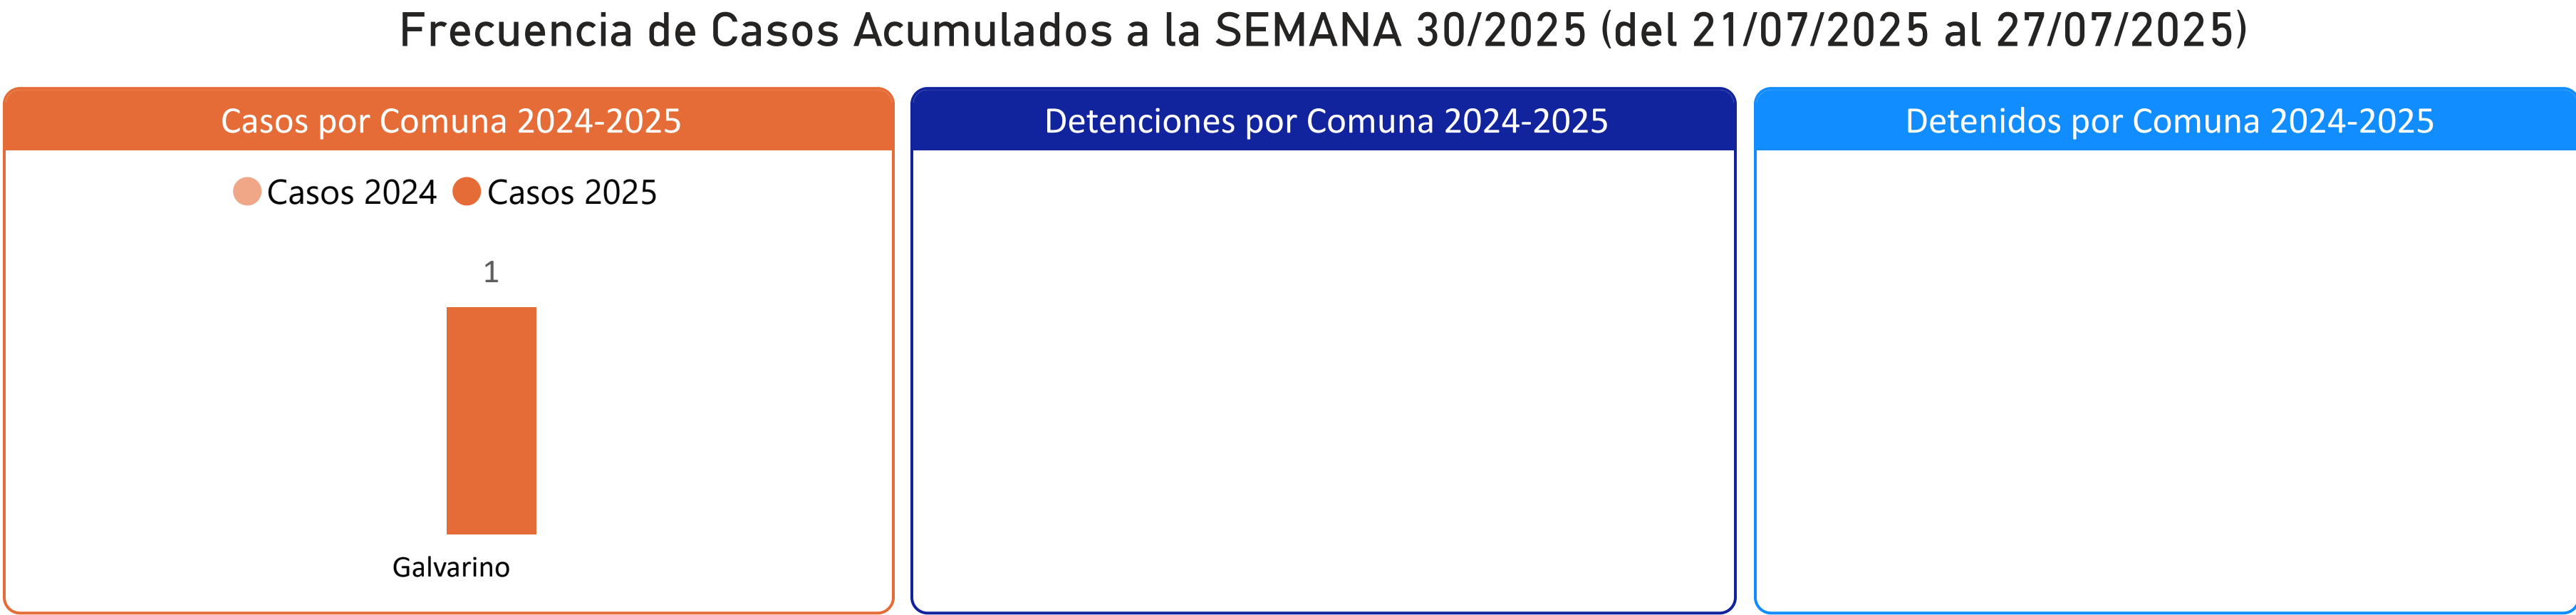 Frecuencia de Casos Acumulados a la SEMANA 30/2025 (del 21/07/2025 al 27/07/2025)
Casos por Comuna 2024-2025
Casos 2024 Casos 2025
1
Galvarino
Detenciones por Comuna 2024-2025
Detenidos por Comuna 2024-2025